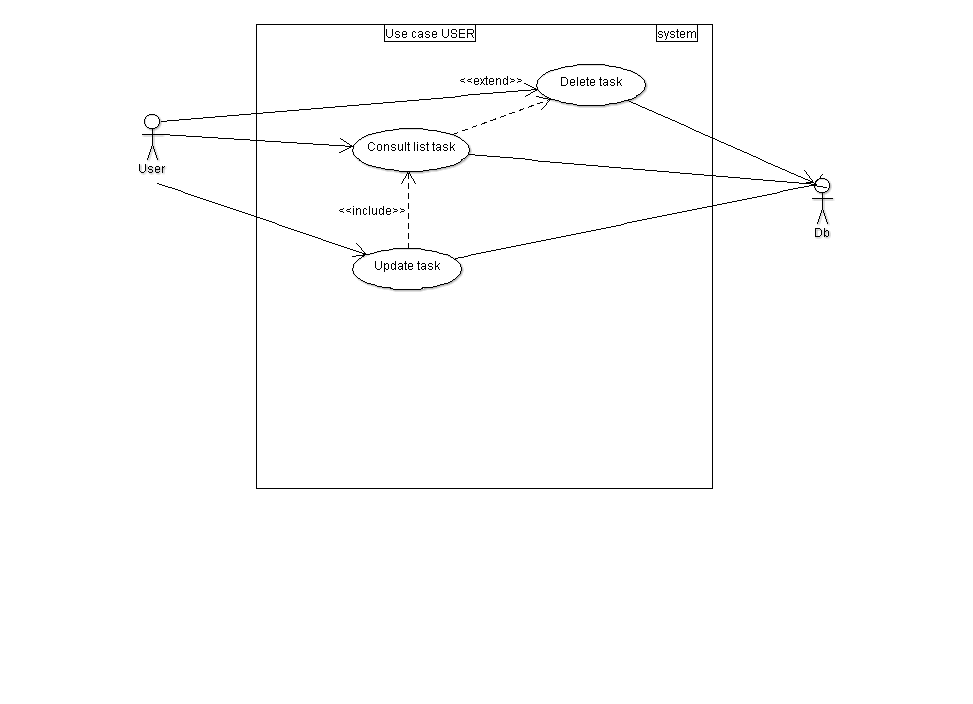 Use case USER
system
<<extend>>
Delete task
Consult list task
User
<<include>>
Db
Update task